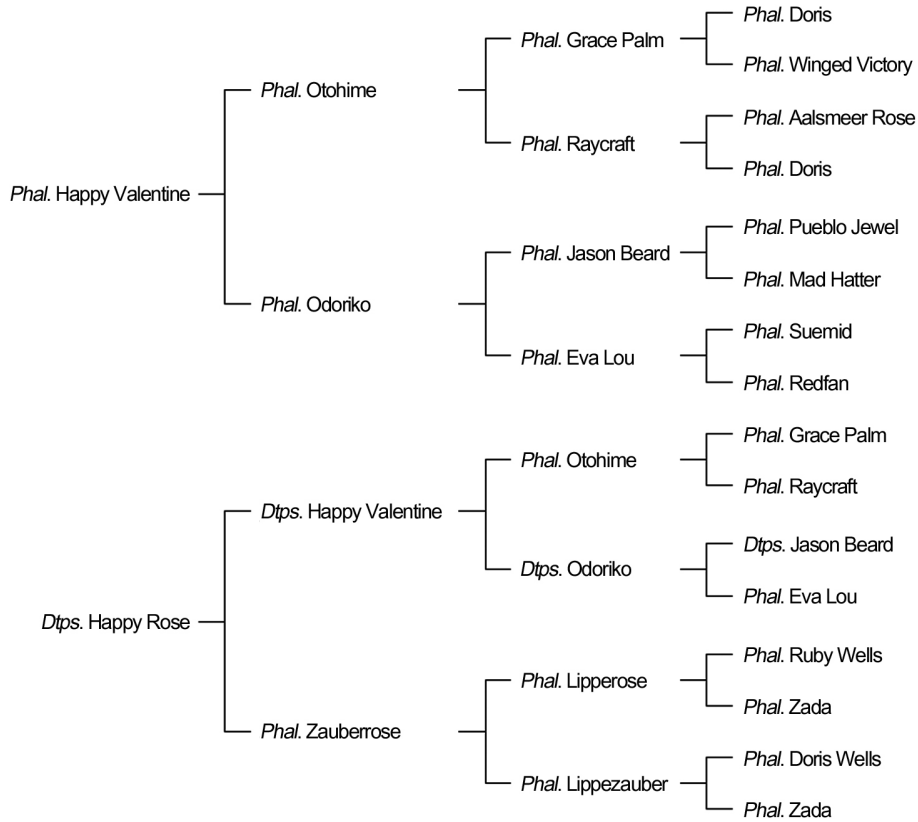 Phal. Doris
Phal. Grace Palm
Phal. Winged Victory
Phal. Otohime
Phal. Aalsmeer Rose
Phal. Raycraft
Phal. Doris
Phal. Happy Valentine
Phal. Pueblo Jewel
Phal. Jason Beard
Phal. Mad Hatter
Phal. Odoriko
Phal. Suemid
Phal. Eva Lou
Phal. Redfan
Phal. Grace Palm
Phal. Otohime
Phal. Raycraft
Dtps. Happy Valentine
Dtps. Jason Beard
Dtps. Odoriko
Phal. Eva Lou
Dtps. Happy Rose
Phal. Ruby Wells
Phal. Lipperose
Phal. Zada
Phal. Zauberrose
Phal. Doris Wells
Phal. Lippezauber
Phal. Zada